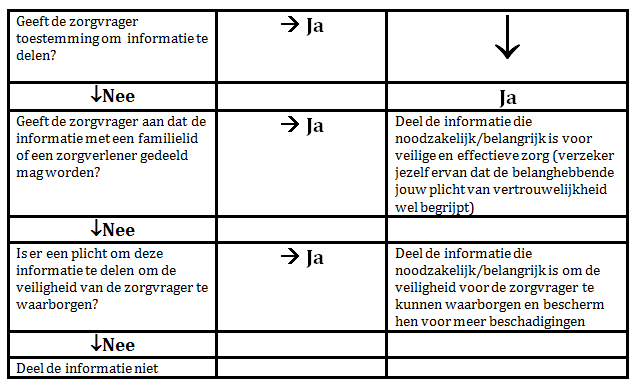 Geeft de zorgvrager
toestemming om informatie te
delen?
→ Ja
↓
↓Nee
Ja
Geeft de zorgvrager aan dat de
informatie met een familielid
of een zorgverlener gedeeld
mag worden?
→ Ja
Deel de informatie die
noodzakelijk/belangrijk is voor
veilige en effectieve zorg (verzeker
jezelf ervan dat de belanghebbende
jouw plicht van vertrouwelijkheid
wel begrijpt)
↓Nee
Is er een plicht om deze
informatie te delen om de
veiligheid van de zorgvrager te
waarborgen?
→ Ja
Deel de informatie die
noodzakelijk/belangrijk is om de
veiligheid voor de zorgvrager te
kunnen waarborgen en bescherm
hen voor meer beschadigingen
↓Nee
Deel de informatie niet